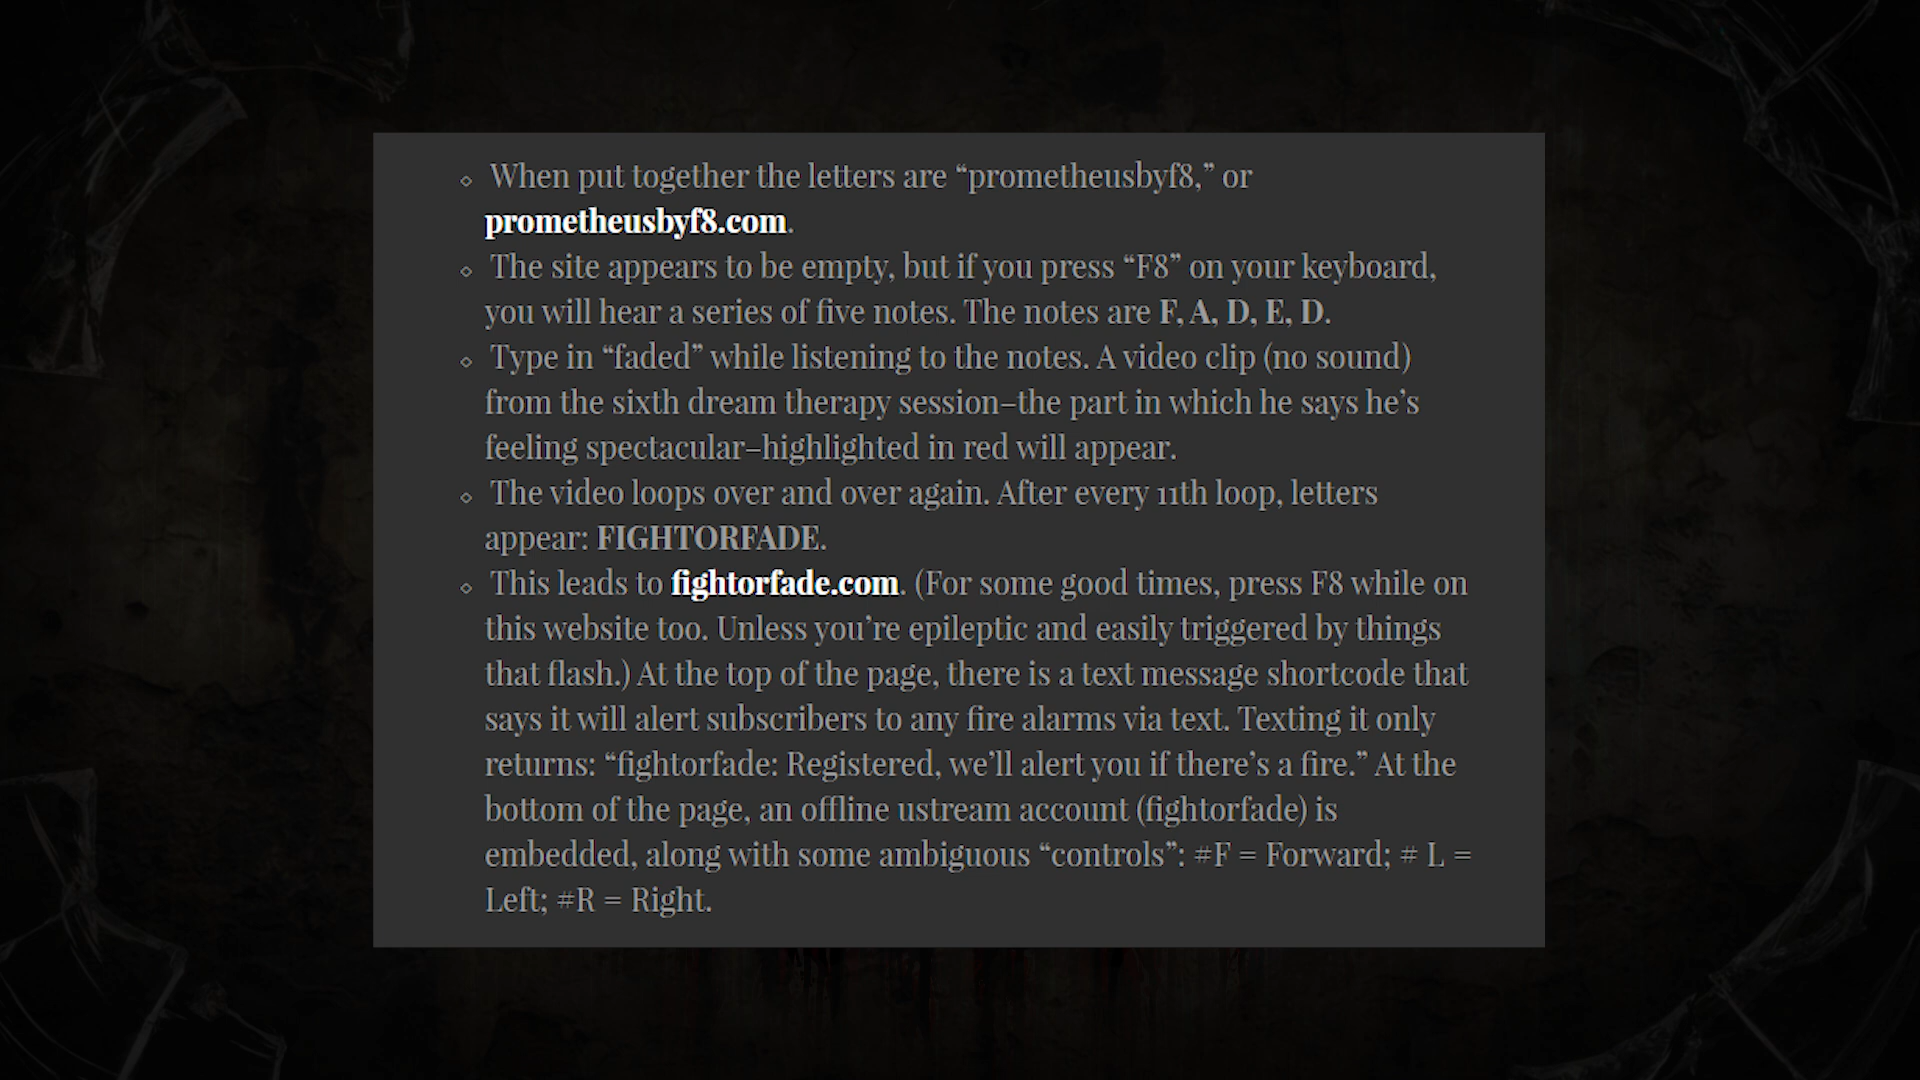 ◇ When put together the letters are “prometheusbyf8,” or
prometheusbyf8.com.
◇ The site appears to be empty, but if you press “F8” on your keyboard,
you will hear a series of five notes. The notes are F, A, D, E, D.
◇ Type in “faded” while listening to the notes. A video clip (no sound)
from the sixth dream therapy session–the part in which he says he’s
feeling spectacular–highlighted in red will appear.
◇ The video loops over and over again. After every 11th loop, letters
appear: FIGHTORFADE.
◇ This leads to fightorfade.com. (For some good times, press F8 while on
this website too. Unless you’re epileptic and easily triggered by things
that flash.) At the top of the page, there is a text message shortcode that
says it will alert subscribers to any fire alarms via text. Texting it only
returns: “fightorfade: Registered, we’ll alert you if there’s a fire.” At the
bottom of the page, an offline ustream account (fightorfade) is
embedded, along with some ambiguous “controls”: #F = Forward; # L =
Left; #R = Right.